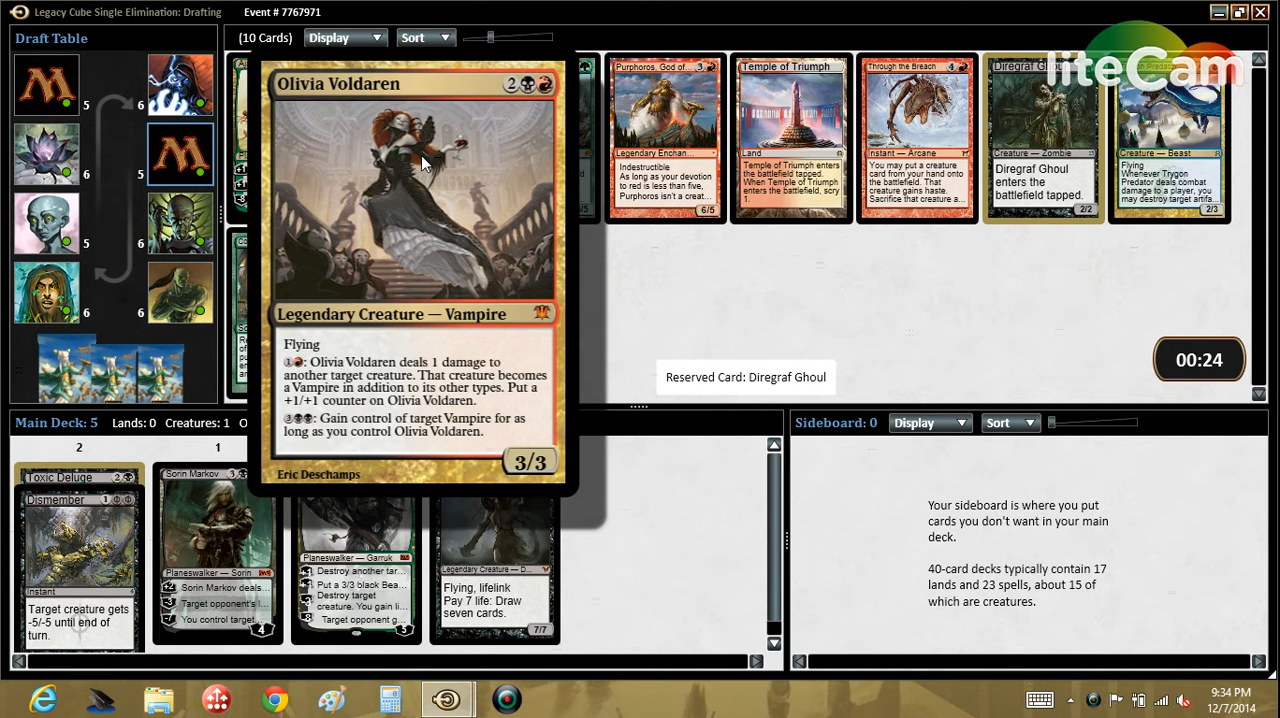 Legacy Cube Single Elimination: Drafting Event # 7767971
Draft Table
(10 Cards) Display Sort
5 6
6 5
5 6
6 6
Olivia Voldaren 2
Legendary Creature — Vampire
Flying
1: Olivia Voldaren deals 1 damage to
another target creature. That creature becomes
a Vampire in addition to its other types. Put a
+1/+1 counter on Olivia Voldaren.
3: Gain control of target Vampire for as
long as you control Olivia Voldaren.
3/3
Eric Deschamps
Purphoros, God of... 3
Legendary Enchan...
Indestructible
As long as your devotion
to red is less than five,
Purphoros isn't a creat...
6/5
Temple of Triumph
Land
Temple of Triumph enters
the battlefield tapped.
When Temple of Triumph
enters the battlefield, scry
1.
Through the Breach 4
Instant — Arcane
You may put a creature
card from your hand onto
the battlefield. That
creature gains haste.
Sacrifice that creature a...
Diregraf Gho
Creature — Zombie
Diregraf Ghoul
enters the
battlefield tapped.
2/2
Predator
Creature — Beast
Flying
Whenever Trygon
Predator deals combat
damage to a player, you
may destroy target artifa...
2/3
liteCam
Reserved Card: Diregraf Ghoul
00:24
Main Deck: 5 Lands: 0 Creatures: 1 O
2 1
Toxic Deluge 2
Dismember 1
Instant
Target creature gets
-5/-5 until end of
turn.
Sorin Markov 3
Planeswalker — Sorin
+2 Sorin Markov deals...
-3 Target opponent's l...
-7 You control target...
4
Planeswalker — Garruk
Destroy another tar...
Put a 3/3 black Bea...
Destroy target
creature. You gain li...
Target opponent g...
5
Legendary Creature — D...
Flying, lifelink
Pay 7 life: Draw
seven cards.
7/7
Sideboard: 0 Display Sort
Your sideboard is where you put
cards you don't want in your main
deck.
40-card decks typically contain 17
lands and 23 spells, about 15 of
which are creatures.
9:34 PM
12/7/2014